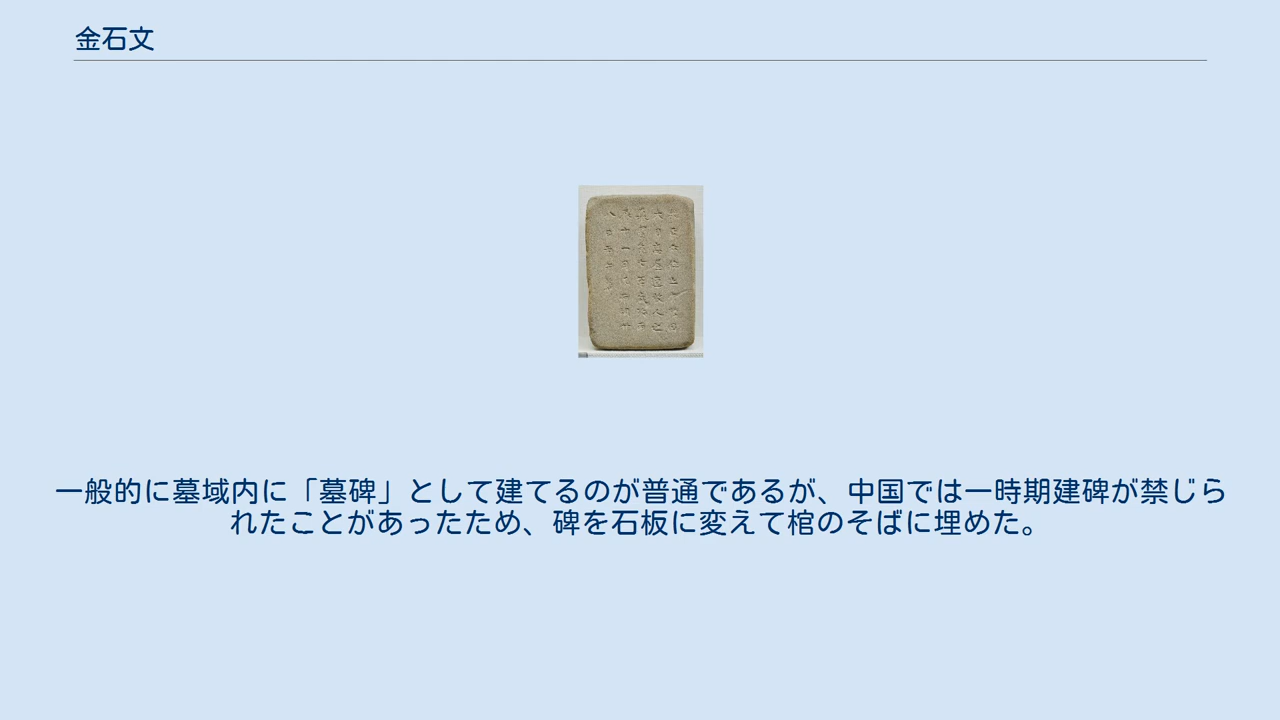 金石文
一般的に墓域内に「墓碑」として建てるのが普通であるが、中国では一時期建碑が禁じら
れたことがあったため、碑を石板に変えて棺のそばに埋めた。